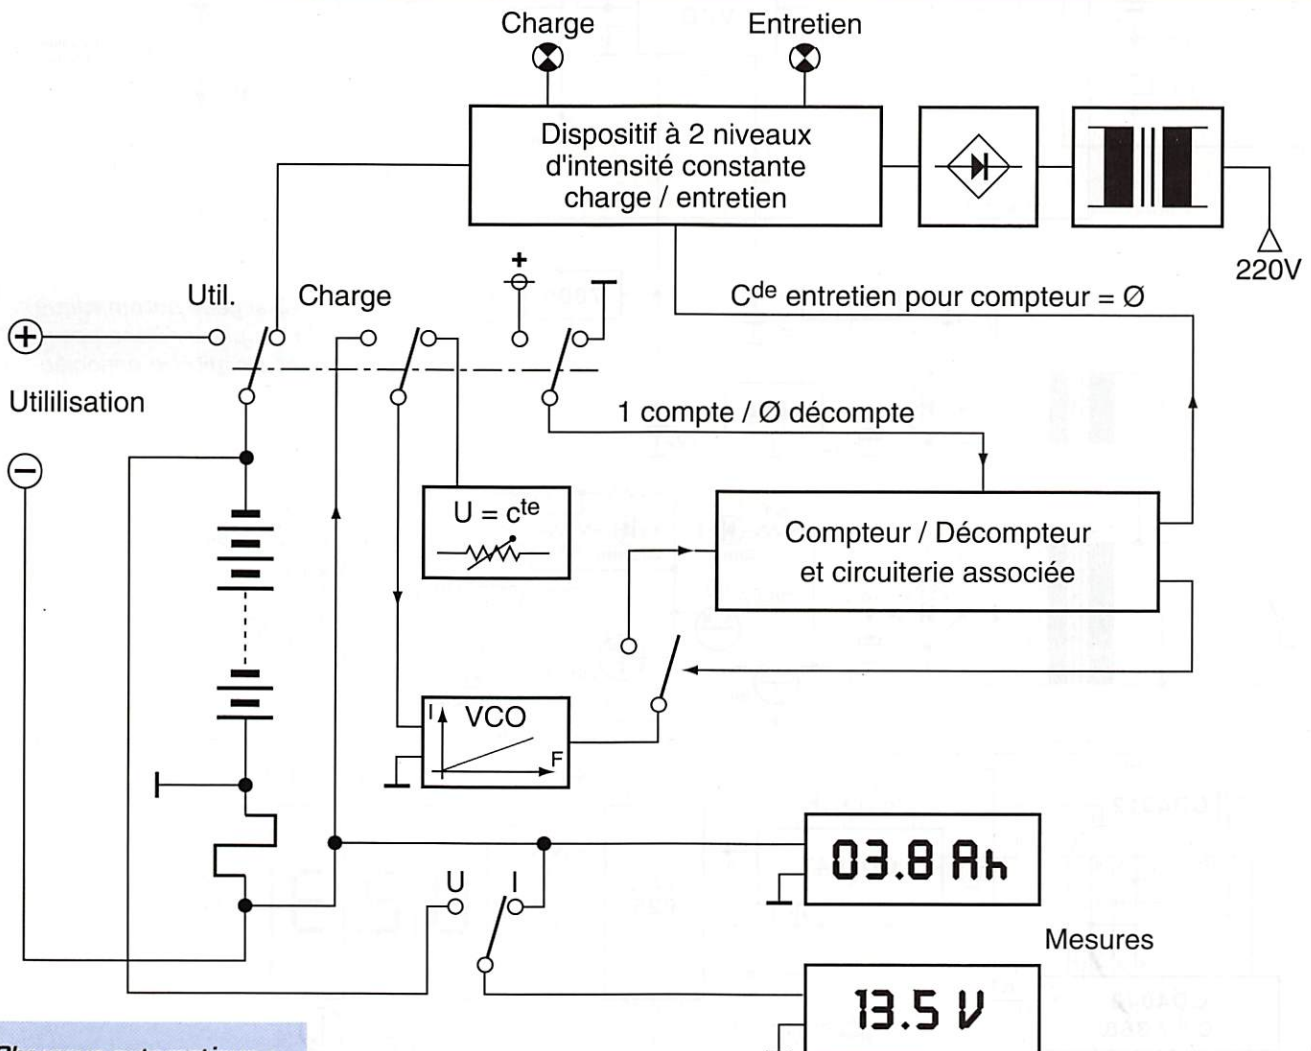 Charge
Entretien
Dispositif à 2 niveaux
d'intensité constante
charge / entretien
220V
Util.
Charge
+
Cde entretien pour compteur = Ø
+
Utililisation
1 compte / Ø décompte
−
U = cte
Compteur / Décompteur
et circuiterie associée
I
VCO
F
03.8 Ah
U
I
Mesures
13.5 V